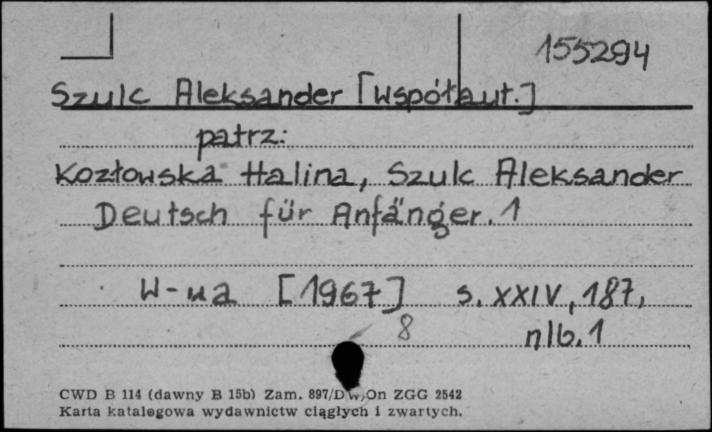 155294
Szulc Aleksander [współaut.]
patrz:
Kozłowska Halina, Szulc Aleksander
Deutsch für Anfänger. 1
W-wa [1967] s. XXIV, 187,
8 nlb. 1
CWD B 114 (dawny B 15b) Zam. 897/DW/On ZGG 2542
Karta katalogowa wydawnictw ciągłych i zwartych.